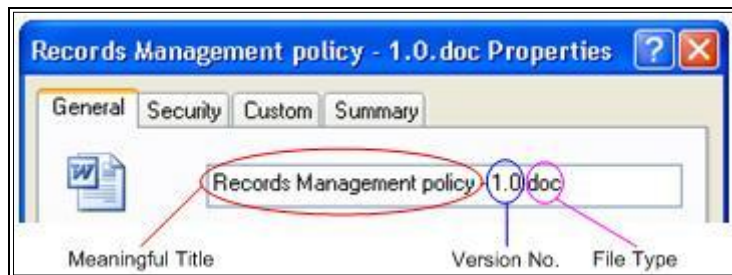 Records Management policy - 1.0.doc Properties
General Security Custom Summary
Records Management policy - 1.0.doc
Meaningful Title Version No. File Type